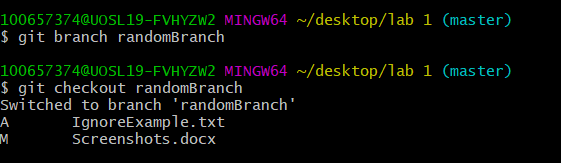 100657374@UOSL19-FVHYZW2 MINGW64 ~/desktop/lab 1 (master)
$ git branch randomBranch
100657374@UOSL19-FVHYZW2 MINGW64 ~/desktop/lab 1 (master)
$ git checkout randomBranch
Switched to branch 'randomBranch'
A       IgnoreExample.txt
M       Screenshots.docx